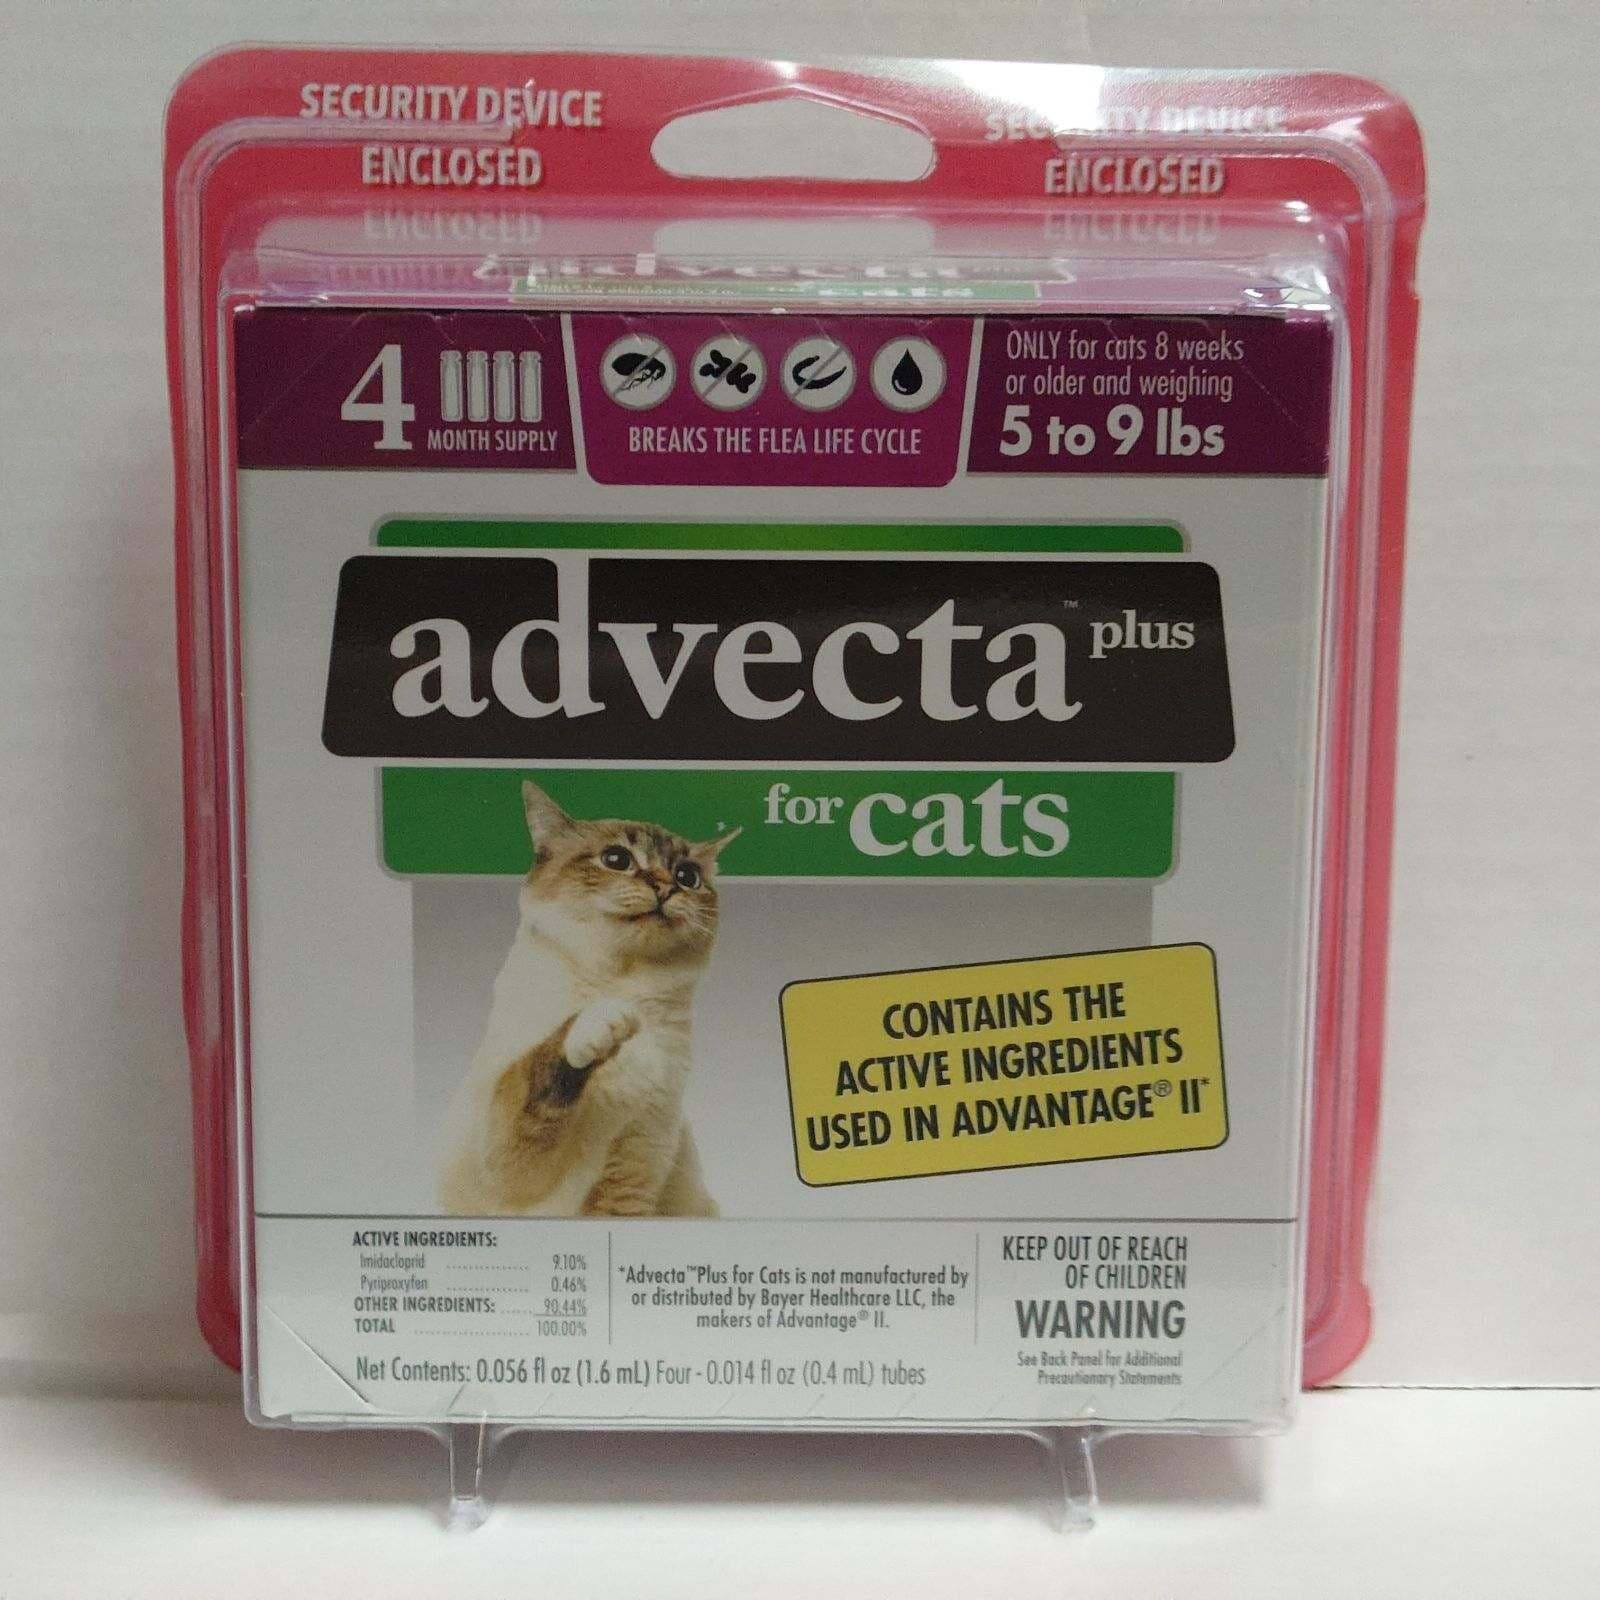 SECURITY DEVICE
ENCLOSED
SECURITY DEVICE
ENCLOSED
4
MONTH SUPPLY
BREAKS THE FLEA LIFE CYCLE
ONLY for cats 8 weeks
or older and weighing
5 to 9 lbs
advecta™ plus
for cats
CONTAINS THE
ACTIVE INGREDIENTS
USED IN ADVANTAGE® II*
ACTIVE INGREDIENTS:
Imidacloprid .................. 9.10%
Pyriproxyfen .................. 0.46%
OTHER INGREDIENTS: ...... 90.44%
TOTAL .................. 100.00%
*Advecta™Plus for Cats is not manufactured by
or distributed by Bayer Healthcare LLC, the
makers of Advantage® II.
KEEP OUT OF REACH
OF CHILDREN
WARNING
See Back Panel for Additional
Precautionary Statements
Net Contents: 0.056 fl oz (1.6 mL) Four - 0.014 fl oz (0.4 mL) tubes